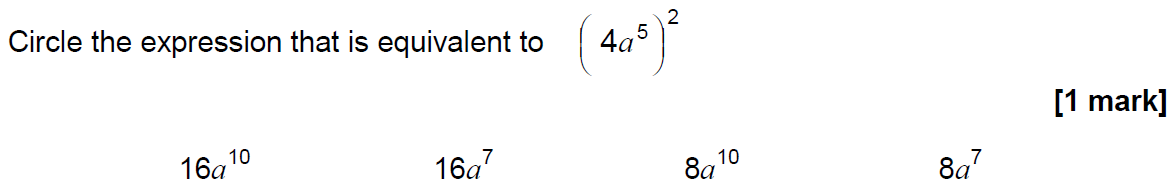 Circle the expression that is equivalent to (4a⁵)²
[1 mark]
16a¹⁰ 16a⁷ 8a¹⁰ 8a⁷